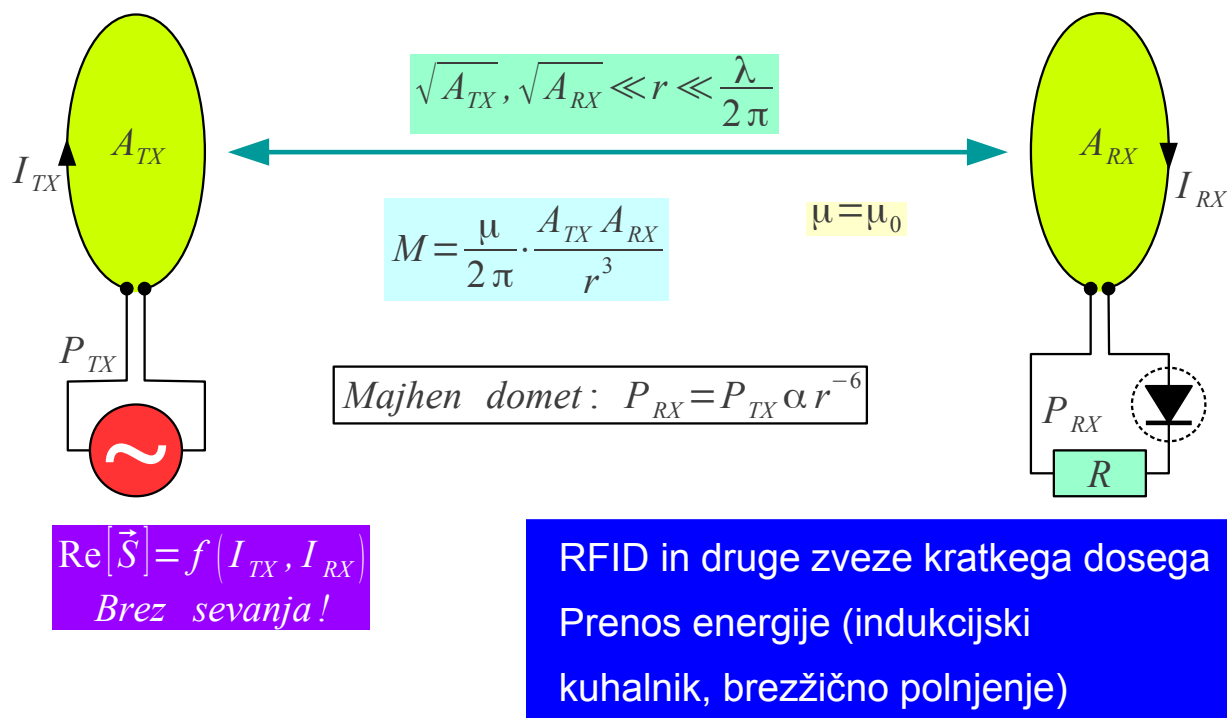 √A_TX , √A_RX ≪ r ≪ λ/2π
A_TX
A_RX
I_TX
I_RX
M = μ/2π · A_TX A_RX/r³
μ = μ₀
P_TX
Majhen domet: P_RX = P_TX α r⁻⁶
P_RX
~
R
Re[S⃗] = f(I_TX , I_RX)
Brez sevanja!
RFID in druge zveze kratkega dosega
Prenos energije (indukcijski
kuhalnik, brezžično polnjenje)